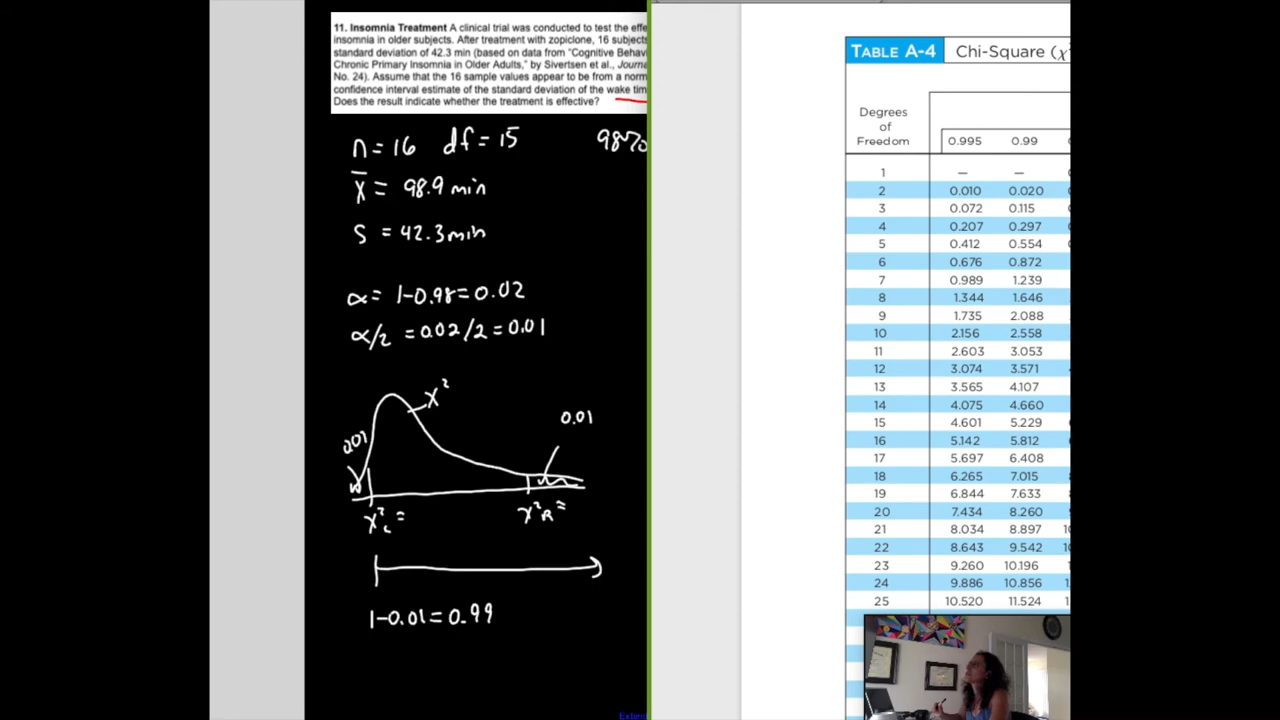 11. Insomnia Treatment A clinical trial was conducted to test the effe
insomnia in older subjects. After treatment with zopiclone, 16 subjects
standard deviation of 42.3 min (based on data from "Cognitive Behavi
Chronic Primary Insomnia in Older Adults," by Sivertsen et al., Journa
No. 24). Assume that the 16 sample values appear to be from a norm
confidence interval estimate of the standard deviation of the wake tim
Does the result indicate whether the treatment is effective?
n = 16 df = 15 98%
x̄ = 98.9 min
S = 42.3 min
α = 1-0.98 = 0.02
α/2 = 0.02/2 = 0.01
X²
0.01
0.01
X²L =
X²R =
1-0.01 = 0.99
TABLE A-4 Chi-Square (χ²
Degrees
of
Freedom 0.995 0.99
1 — —
2 0.010 0.020
3 0.072 0.115
4 0.207 0.297
5 0.412 0.554
6 0.676 0.872
7 0.989 1.239
8 1.344 1.646
9 1.735 2.088
10 2.156 2.558
11 2.603 3.053
12 3.074 3.571
13 3.565 4.107
14 4.075 4.660
15 4.601 5.229
16 5.142 5.812
17 5.697 6.408
18 6.265 7.015
19 6.844 7.633
20 7.434 8.260
21 8.034 8.897
22 8.643 9.542
23 9.260 10.196
24 9.886 10.856
25 10.520 11.524